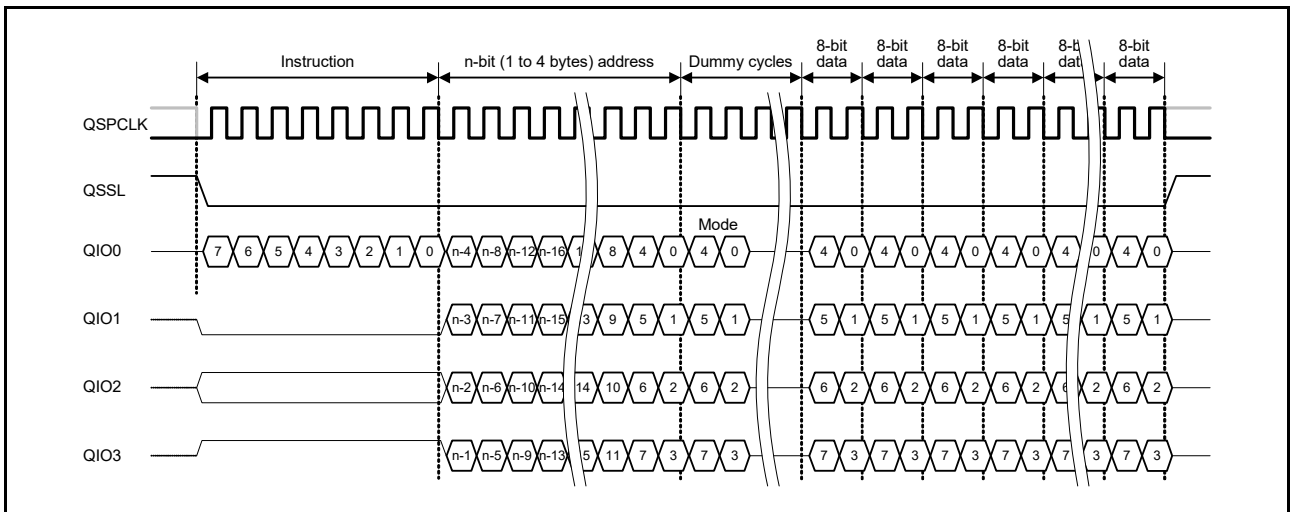 Instruction
n-bit (1 to 4 bytes) address
Dummy cycles
8-bit data
8-bit data
8-bit data
8-bit data
8-b
dat
8-bit data
QSPCLK
QSSL
Mode
QIO0 7 6 5 4 3 2 1 0 n-4 n-8 n-12 n-16 1 8 4 0 4 0 4 0 4 0 4 0 4 0 4 0 4 0
QIO1 n-3 n-7 n-11 n-15 3 9 5 1 5 1 5 1 5 1 5 1 5 1 5 1 5 1
QIO2 n-2 n-6 n-10 n-14 14 10 6 2 6 2 6 2 6 2 6 2 6 2 6 2 6 2
QIO3 n-1 n-5 n-9 n-13 5 11 7 3 7 3 7 3 7 3 7 3 7 3 7 3 7 3